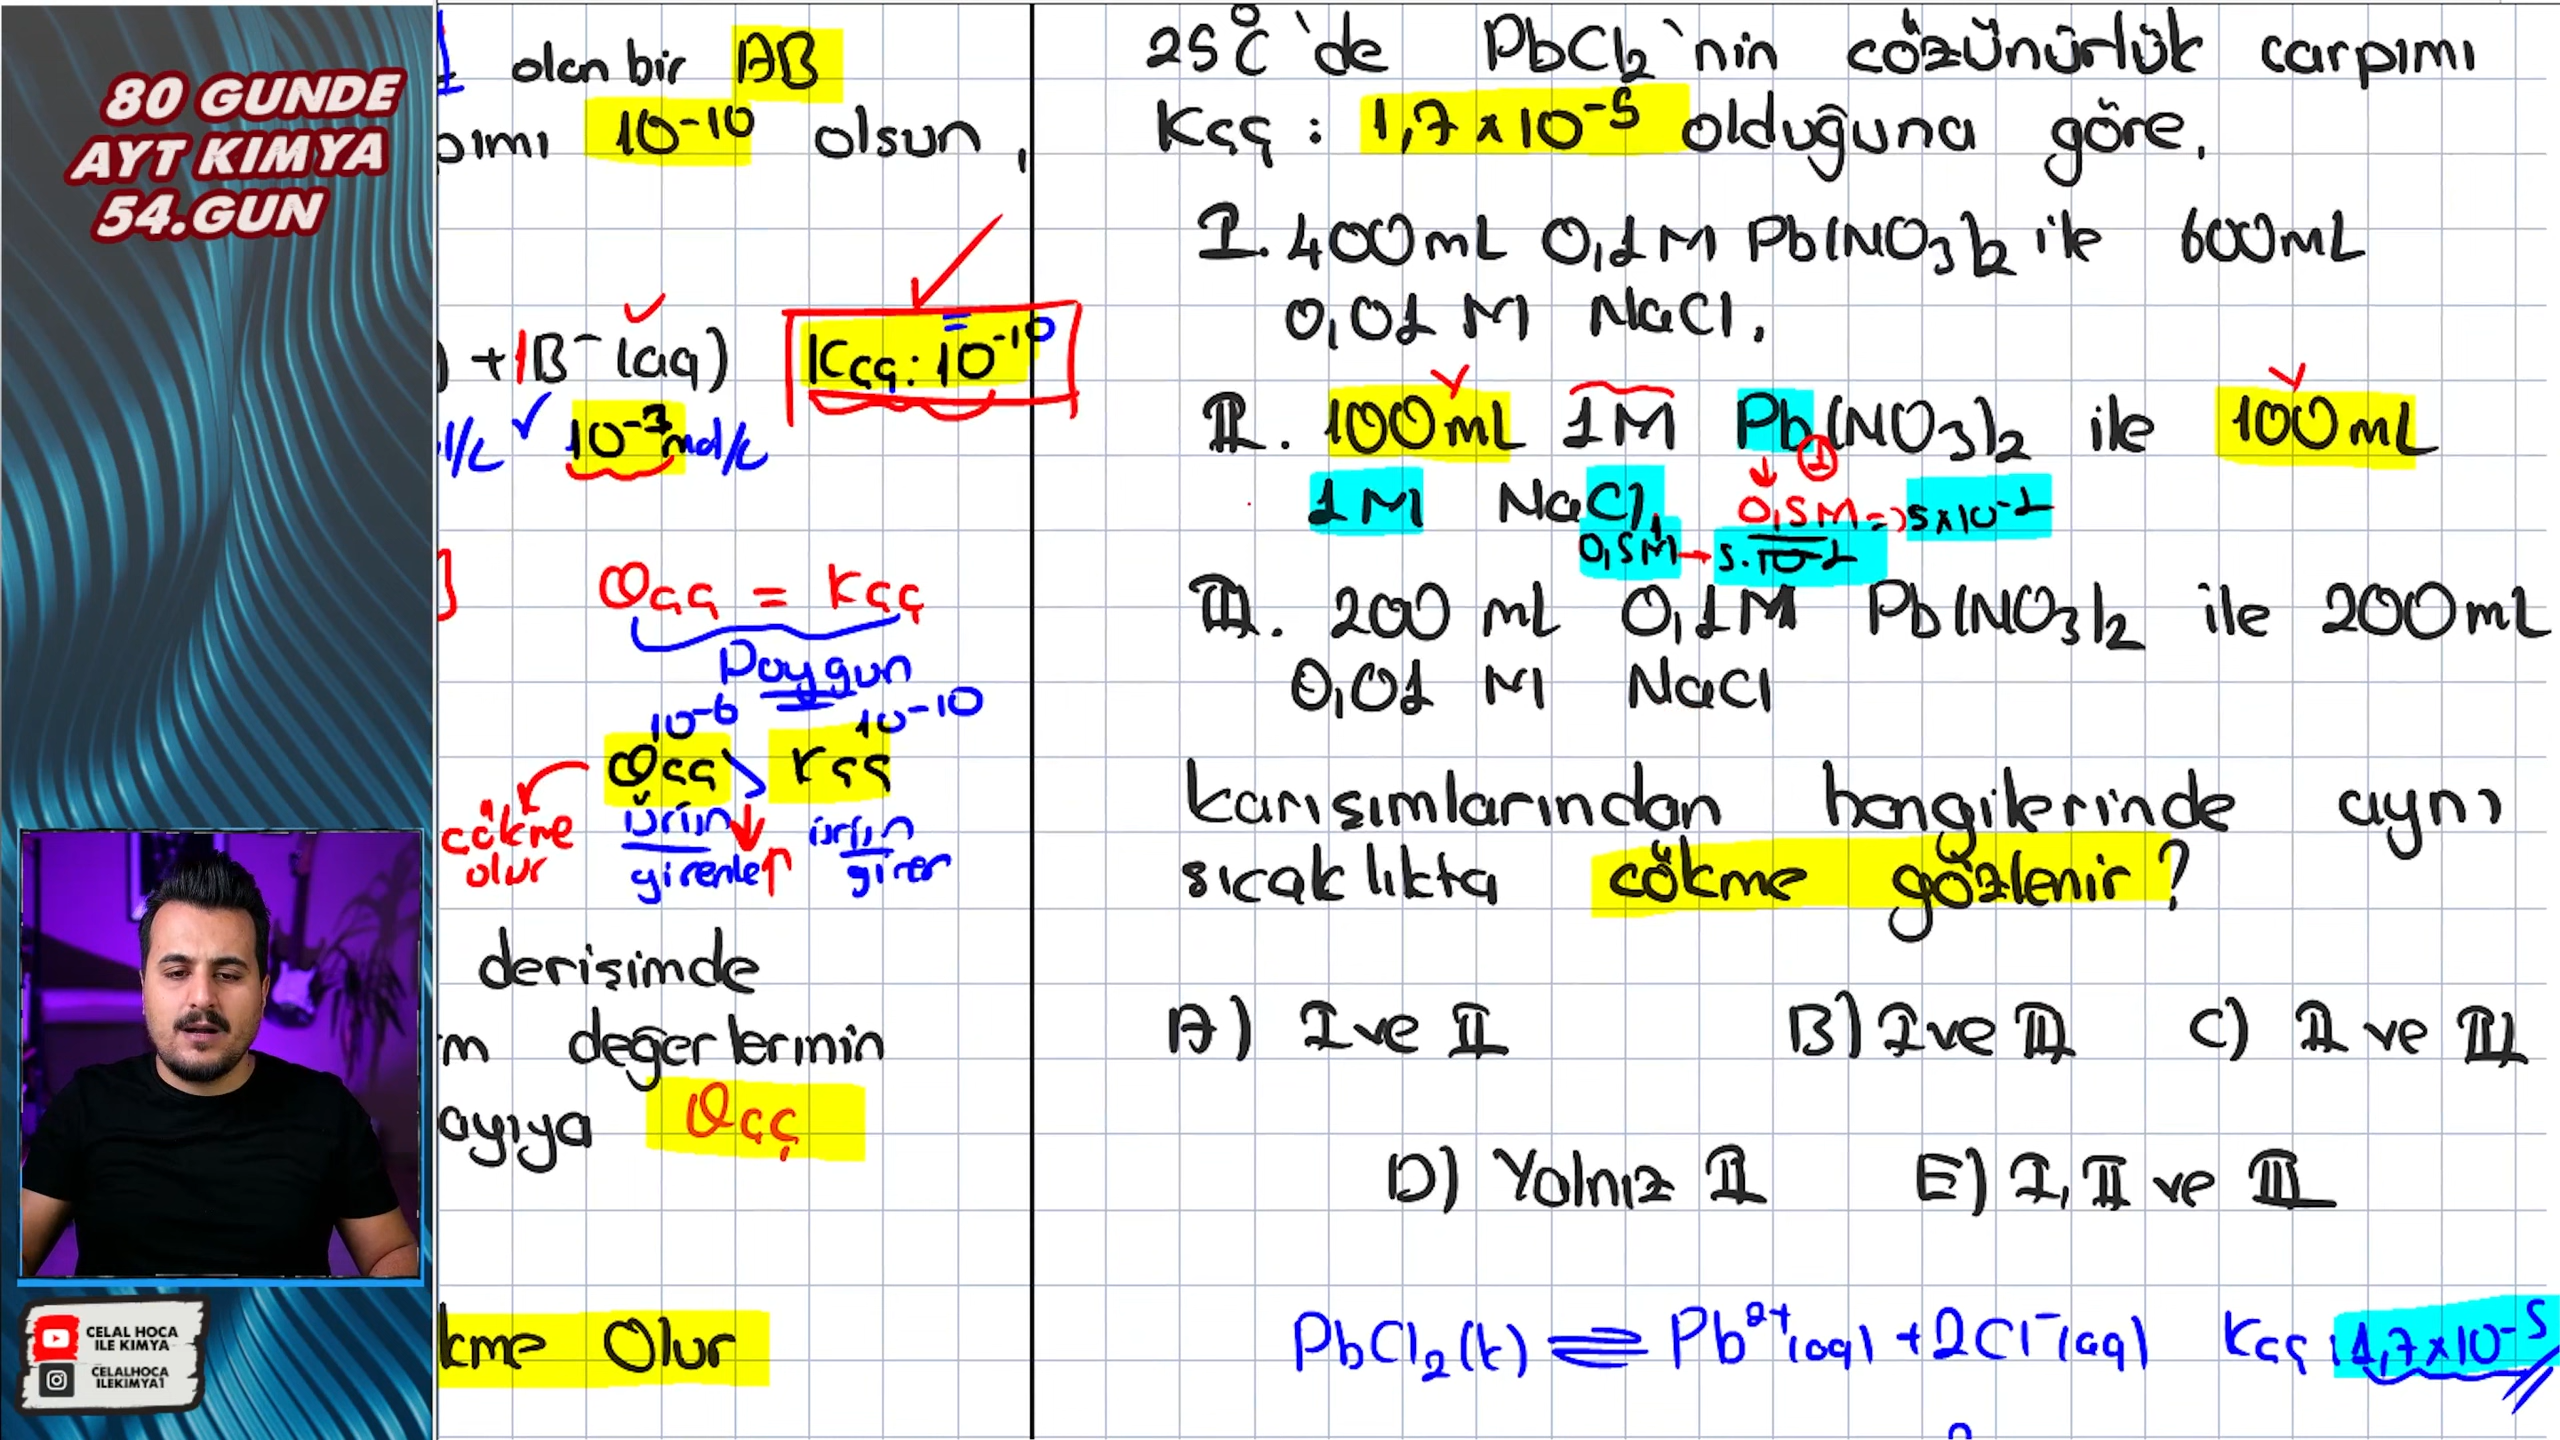 80 GUNDE
AYT KIMYA
54.GUN
olan bir AB
pımı 10⁻¹⁰ olsun,
) + 1B⁻(aq) Kçç: 10⁻¹⁰
l/L 10⁻³ mol/L
Qçç = Kçç
Doygun
10⁻⁶ 10⁻¹⁰
Qçç > Kçç
çökme olur
ürün ürün
girenler girer
derişimde
m değerlerinin
ayıya Qçç
kme Olur
25°C'de PbCl₂'nin çözünürlük çarpımı
Kçç : 1,7x10⁻⁵ olduğuna göre,
I. 400mL 0,1M Pb(NO₃)₂ ile 600mL
0,01 M NaCl,
II. 100mL 1M Pb(NO₃)₂ ile 100mL
1M NaCl, 0,5M => 5x10⁻¹
0,5M → 5.10⁻¹
III. 200 mL 0,1M Pb(NO₃)₂ ile 200mL
0,01 M NaCl
karışımlarından hangilerinde aynı
sıcaklıkta çökme gözlenir?
A) I ve II B) I ve III C) II ve III
D) Yalnız II E) I, II ve III
PbCl₂(k) ⇌ Pb²⁺(aq) + 2Cl⁻(aq) Kçç: 1,7x10⁻⁵
CELAL HOCA
ILE KIMYA
CELALHOCA
ILEKIMYA1